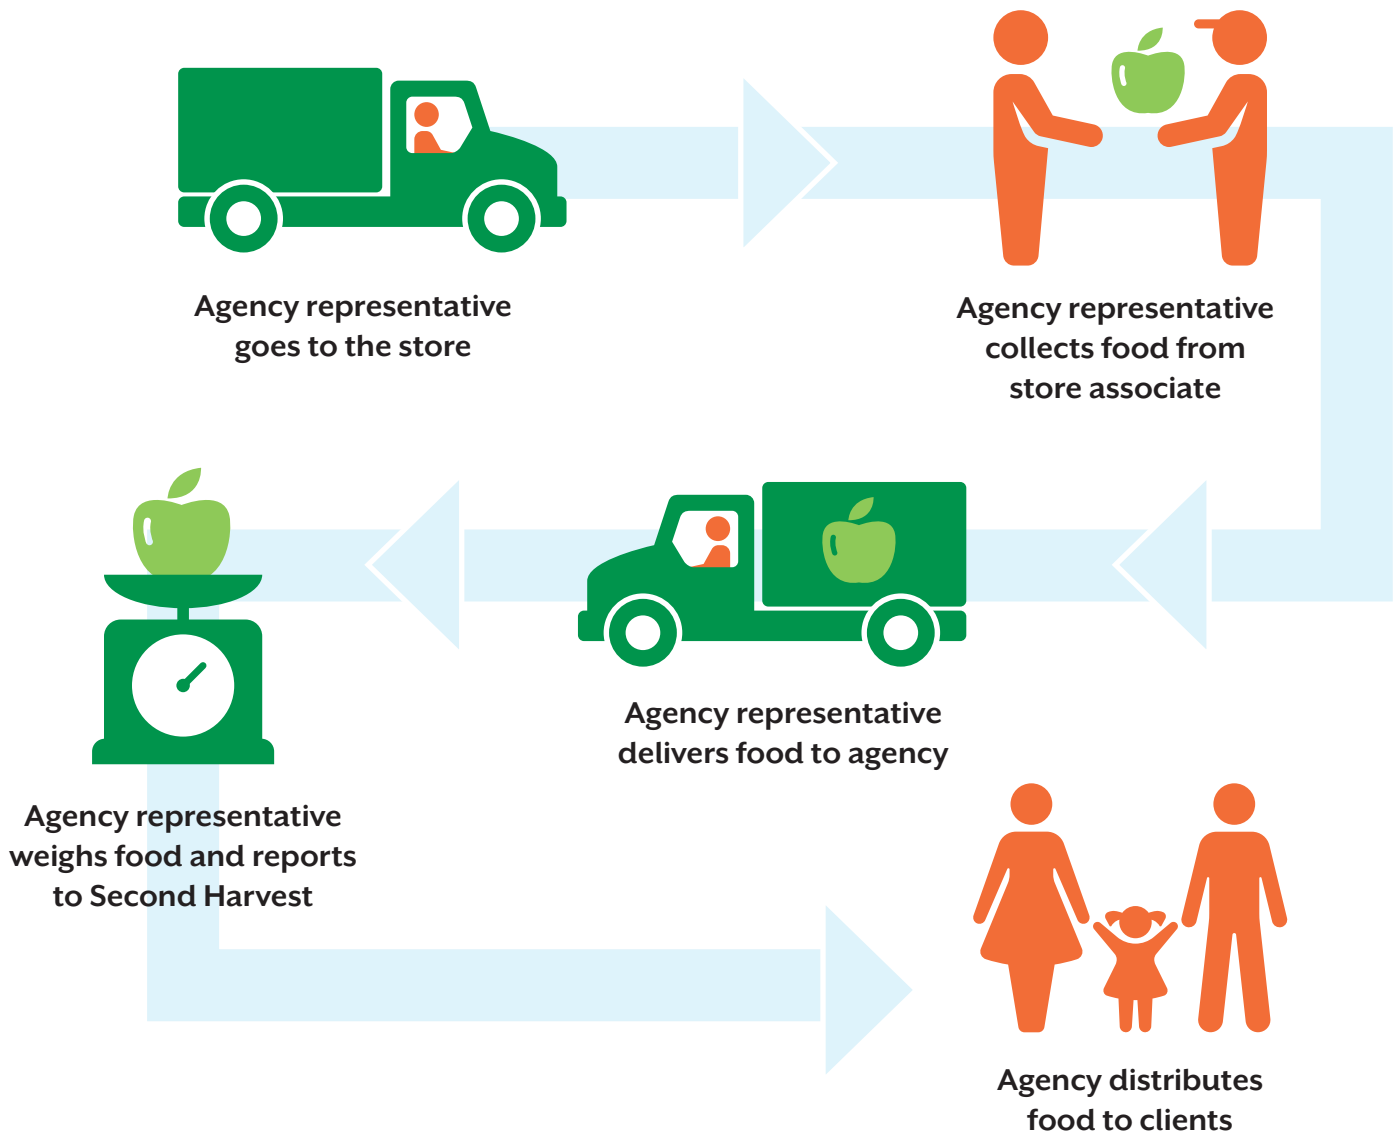 Agency representative
goes to the store
Agency representative
collects food from
store associate
Agency representative
delivers food to agency
Agency representative
weighs food and reports
to Second Harvest
Agency distributes
food to clients